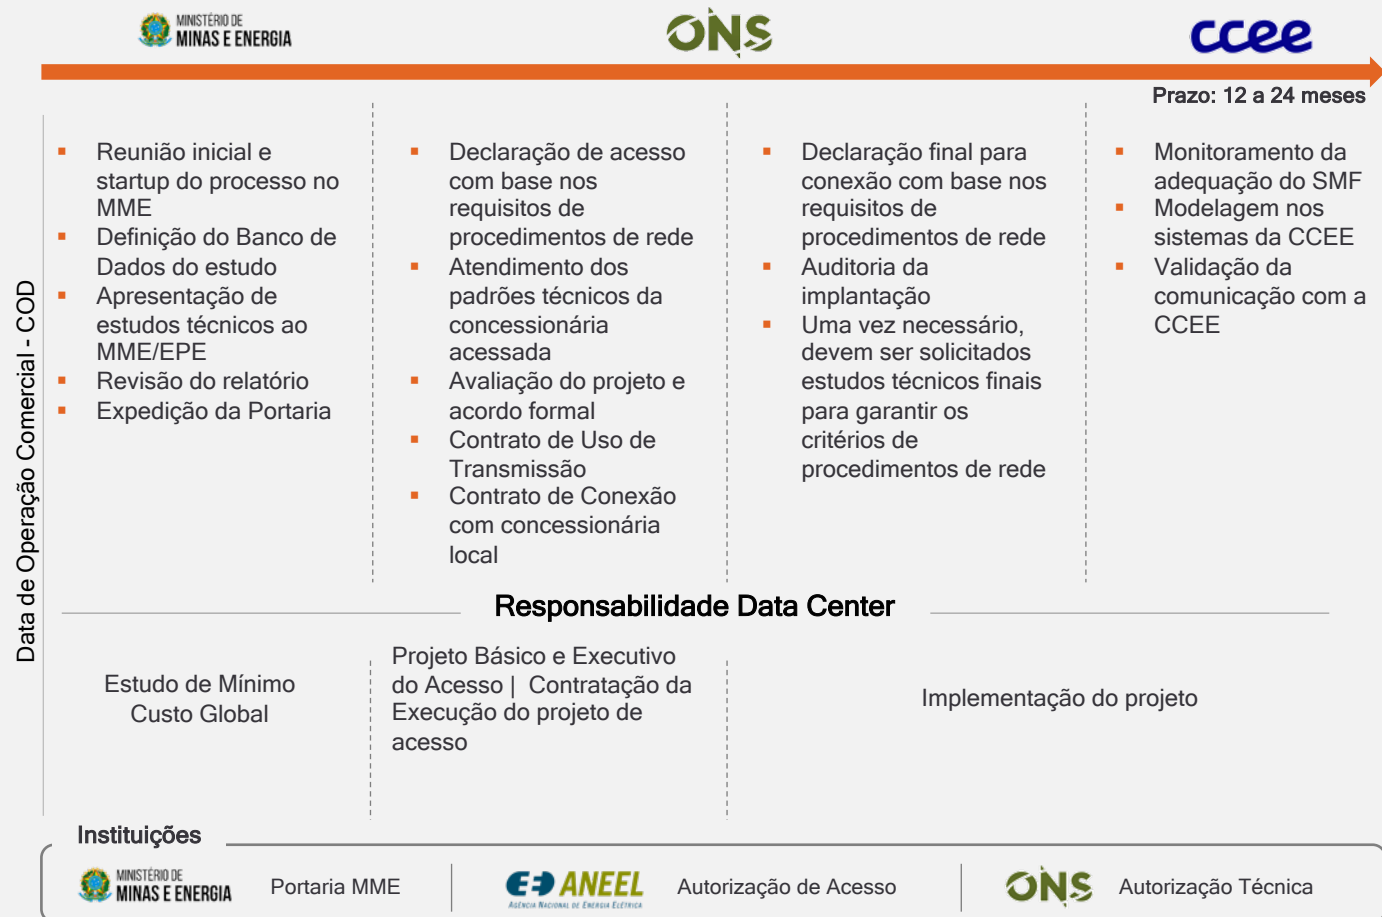 MINISTÉRIO DE
MINAS E ENERGIA
ONS
ccee
Prazo: 12 a 24 meses
Data de Operação Comercial - COD
▪ Reunião inicial e
startup do processo no
MME
▪ Definição do Banco de
Dados do estudo
▪ Apresentação de
estudos técnicos ao
MME/EPE
▪ Revisão do relatório
▪ Expedição da Portaria
▪ Declaração de acesso
com base nos
requisitos de
procedimentos de rede
▪ Atendimento dos
padrões técnicos da
concessionária
acessada
▪ Avaliação do projeto e
acordo formal
▪ Contrato de Uso de
Transmissão
▪ Contrato de Conexão
com concessionária
local
▪ Declaração final para
conexão com base nos
requisitos de
procedimentos de rede
▪ Auditoria da
implantação
▪ Uma vez necessário,
devem ser solicitados
estudos técnicos finais
para garantir os
critérios de
procedimentos de rede
▪ Monitoramento da
adequação do SMF
▪ Modelagem nos
sistemas da CCEE
▪ Validação da
comunicação com a
CCEE
Responsabilidade Data Center
Estudo de Mínimo
Custo Global
Projeto Básico e Executivo
do Acesso | Contratação da
Execução do projeto de
acesso
Implementação do projeto
Instituições
MINISTÉRIO DE
MINAS E ENERGIA
Portaria MME
ANEEL
AGÊNCIA NACIONAL DE ENERGIA ELÉTRICA
Autorização de Acesso
ONS
Autorização Técnica